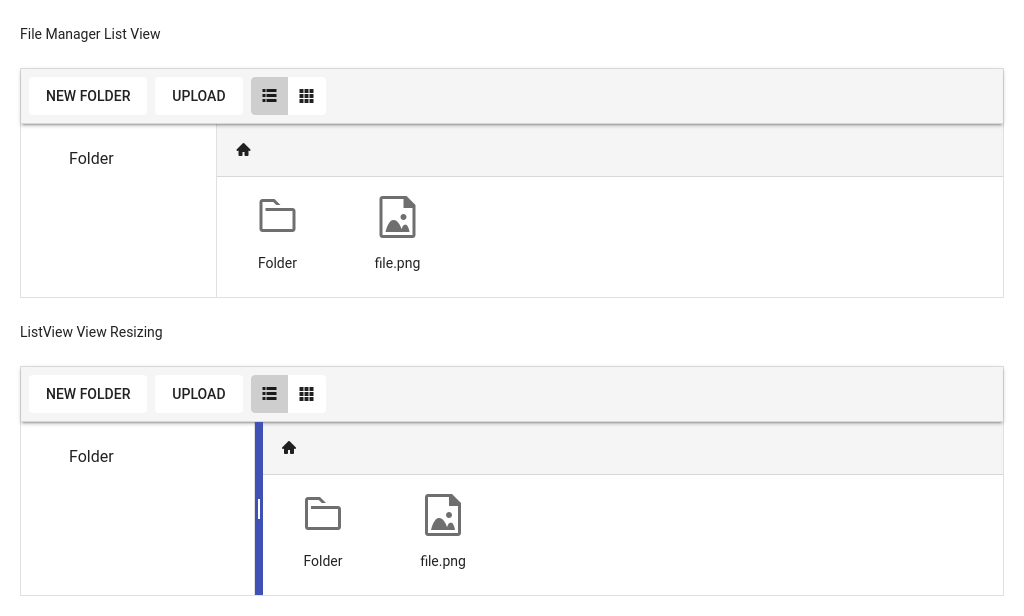 File Manager List View
NEW FOLDER UPLOAD
Folder
Folder file.png
ListView View Resizing
NEW FOLDER UPLOAD
Folder
Folder file.png